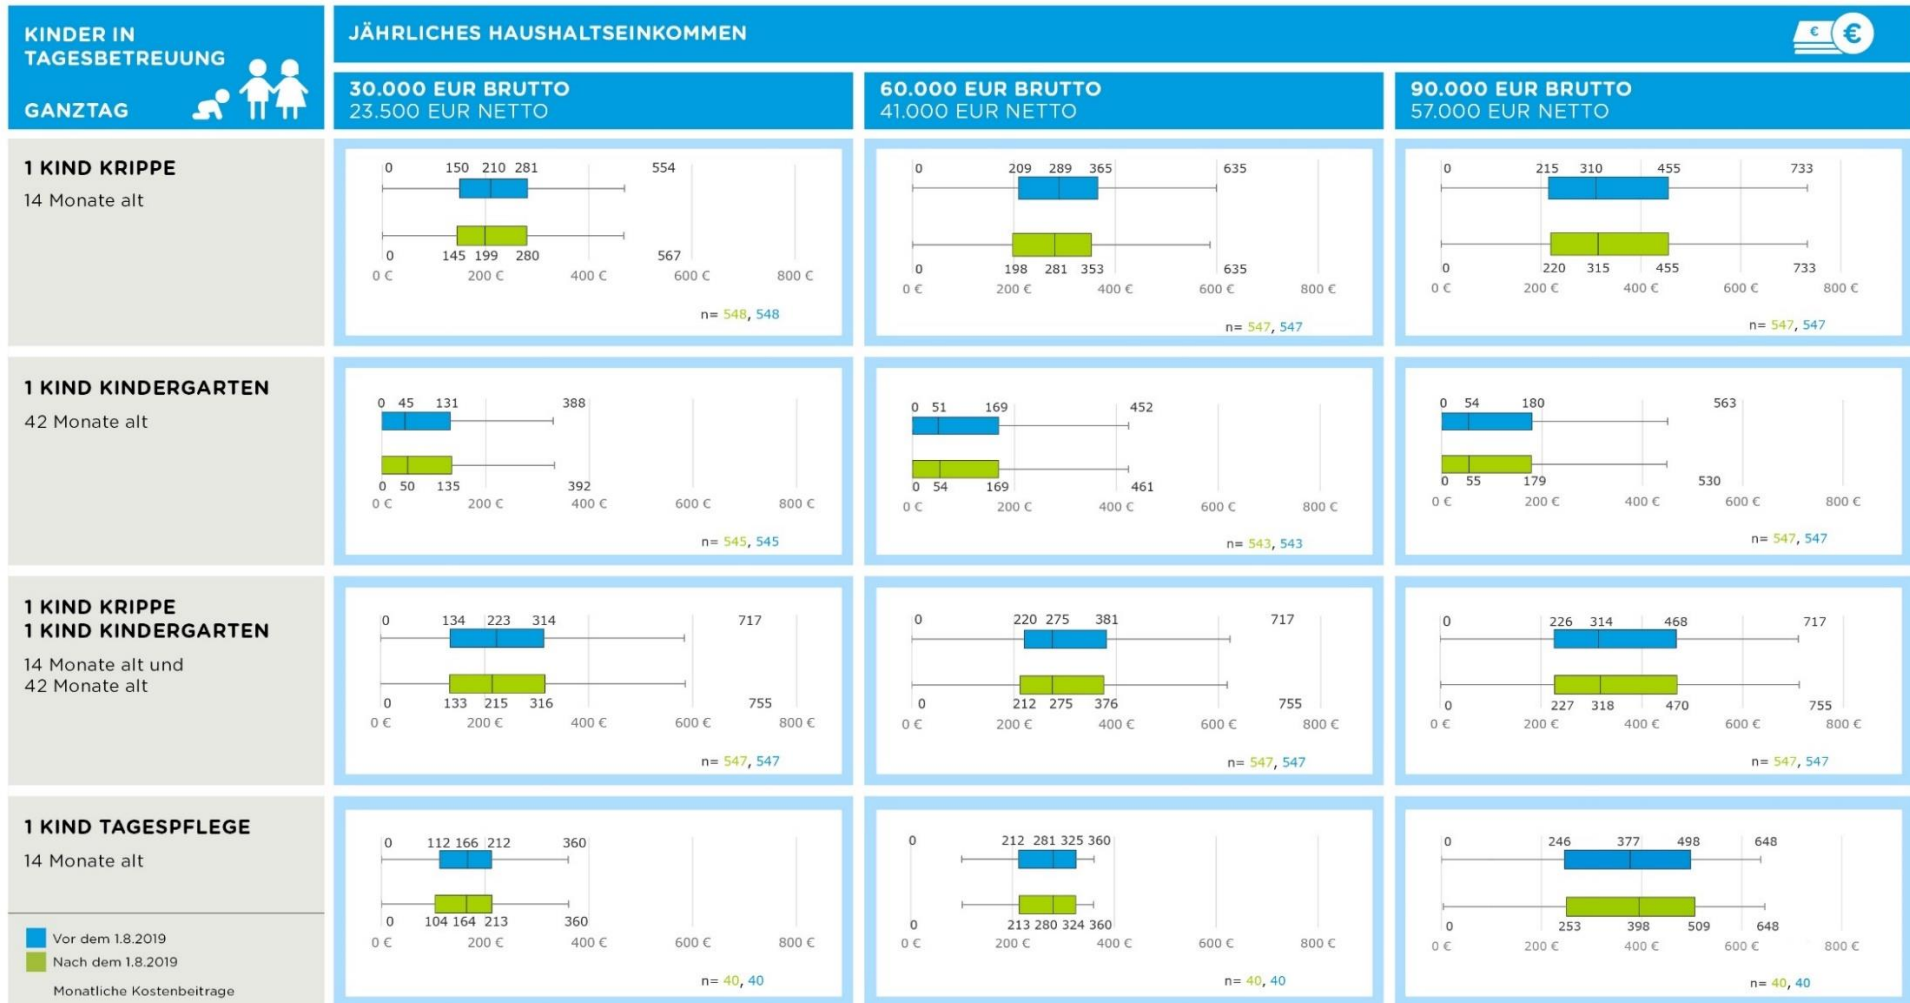 KINDER IN
TAGESBETREUUNG
GANZTAG
JÄHRLICHES HAUSHALTSEINKOMMEN
€ €
30.000 EUR BRUTTO
23.500 EUR NETTO
60.000 EUR BRUTTO
41.000 EUR NETTO
90.000 EUR BRUTTO
57.000 EUR NETTO
1 KIND KRIPPE
14 Monate alt
0 150 210 281 554
0 145 199 280 567
0 € 200 € 400 € 600 € 800 €
n= 548, 548
0 209 289 365 635
0 198 281 353 635
0 € 200 € 400 € 600 € 800 €
n= 547, 547
0 215 310 455 733
0 220 315 455 733
0 € 200 € 400 € 600 € 800 €
n= 547, 547
1 KIND KINDERGARTEN
42 Monate alt
0 45 131 388
0 50 135 392
0 € 200 € 400 € 600 € 800 €
n= 545, 545
0 51 169 452
0 54 169 461
0 € 200 € 400 € 600 € 800 €
n= 543, 543
0 54 180 563
0 55 179 530
0 € 200 € 400 € 600 € 800 €
n= 547, 547
1 KIND KRIPPE
1 KIND KINDERGARTEN
14 Monate alt und
42 Monate alt
0 134 223 314 717
0 133 215 316 755
0 € 200 € 400 € 600 € 800 €
n= 547, 547
0 220 275 381 717
0 212 275 376 755
0 € 200 € 400 € 600 € 800 €
n= 547, 547
0 226 314 468 717
0 227 318 470 755
0 € 200 € 400 € 600 € 800 €
n= 547, 547
1 KIND TAGESPFLEGE
14 Monate alt
0 112 166 212 360
0 104 164 213 360
0 € 200 € 400 € 600 € 800 €
n= 40, 40
0 212 281 325 360
0 213 280 324 360
0 € 200 € 400 € 600 € 800 €
n= 40, 40
0 246 377 498 648
0 253 398 509 648
0 € 200 € 400 € 600 € 800 €
n= 40, 40
Vor dem 1.8.2019
Nach dem 1.8.2019
Monatliche Kostenbeitrage